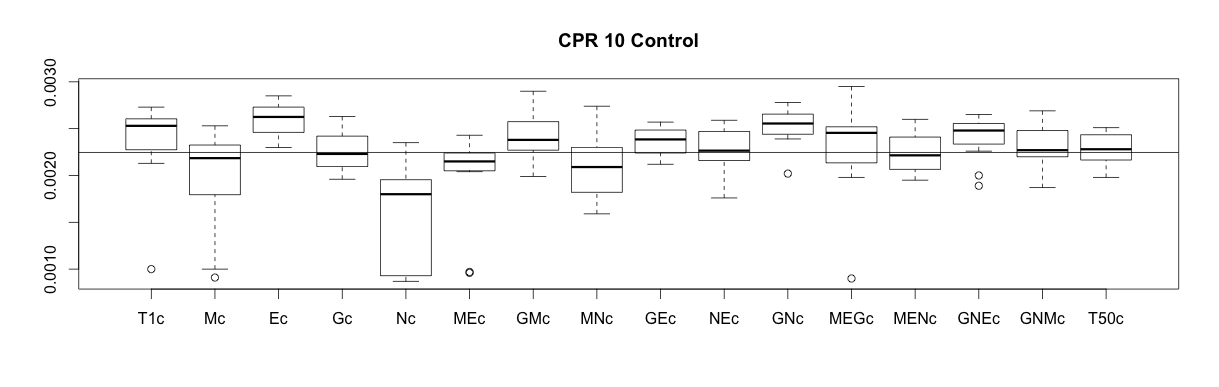 CPR 10 Control
0.0030
0.0020
0.0010
T1c Mc Ec Gc Nc MEc GMc MNc GEc NEc GNc MEGc MENc GNEc GNMc T50c